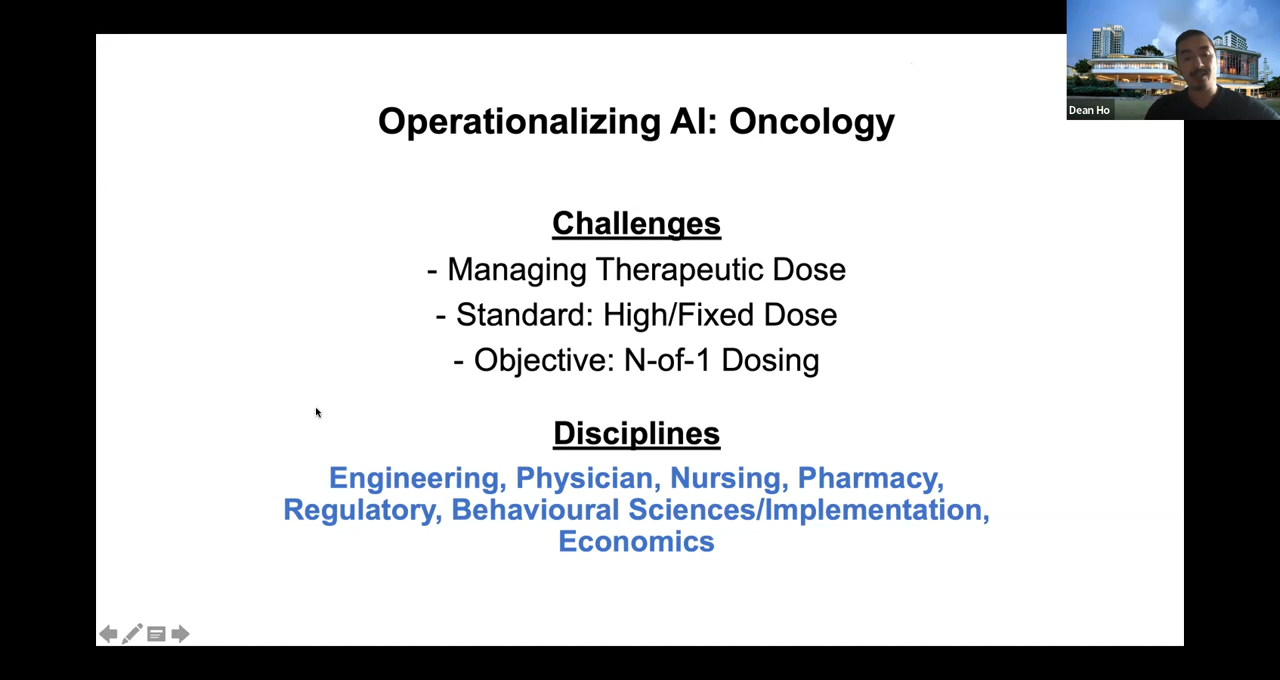 Operationalizing AI: Oncology
Challenges
- Managing Therapeutic Dose
- Standard: High/Fixed Dose
- Objective: N-of-1 Dosing
Disciplines
Engineering, Physician, Nursing, Pharmacy,
Regulatory, Behavioural Sciences/Implementation,
Economics
Dean Ho